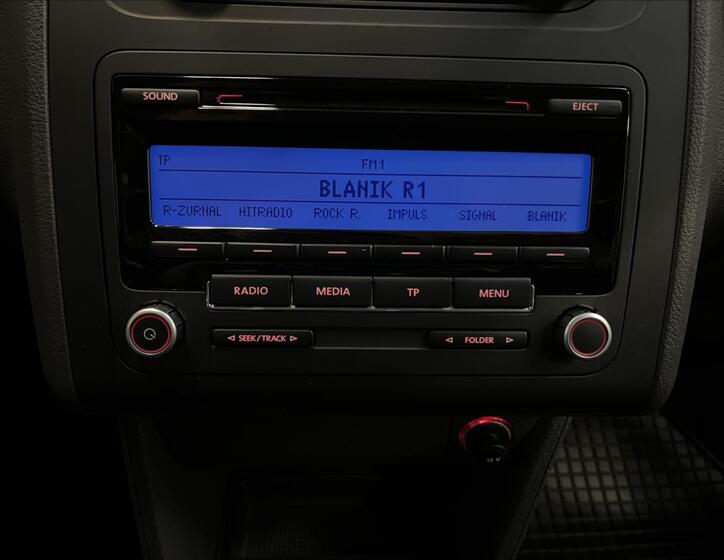 SOUND
EJECT
TP FM1
BLANIK R1
R-ZURNAL HITRADIO ROCK R. IMPULS SIGNAL BLANIK
RADIO MEDIA TP MENU
SEEK/TRACK FOLDER